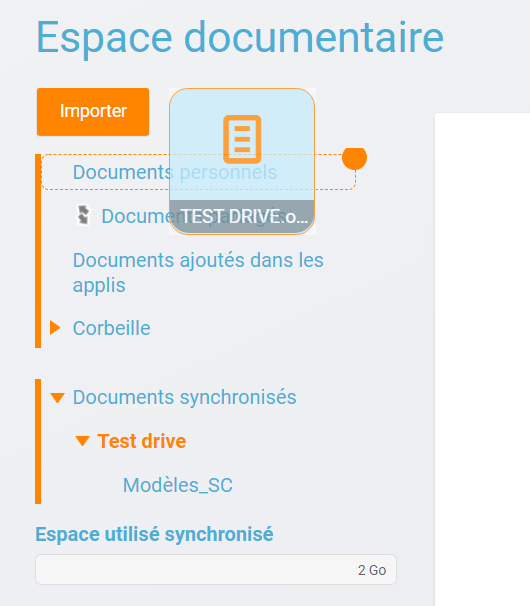 Espace documentaire
Importer
Documents personnels
TEST DRIVE.o...
Documents ajoutés dans les
applis
Corbeille
Documents synchronisés
Test drive
Modèles_SC
Espace utilisé synchronisé
2 Go